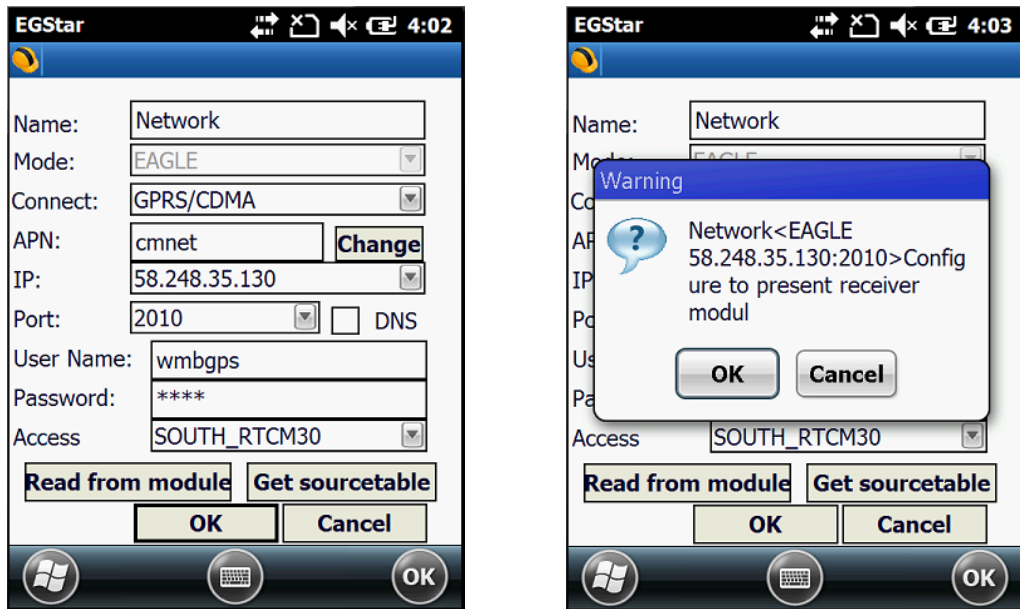 EGStar 4:02
Name: Network
Mode: EAGLE
Connect: GPRS/CDMA
APN: cmnet Change
IP: 58.248.35.130
Port: 2010 DNS
User Name: wmbgps
Password: ****
Access SOUTH_RTCM30
Read from module Get sourcetable
OK Cancel
OK
EGStar 4:03
Name: Network
Warning
Network<EAGLE
58.248.35.130:2010>Config
ure to present receiver
modul
OK Cancel
Access SOUTH_RTCM30
Read from module Get sourcetable
OK Cancel
OK